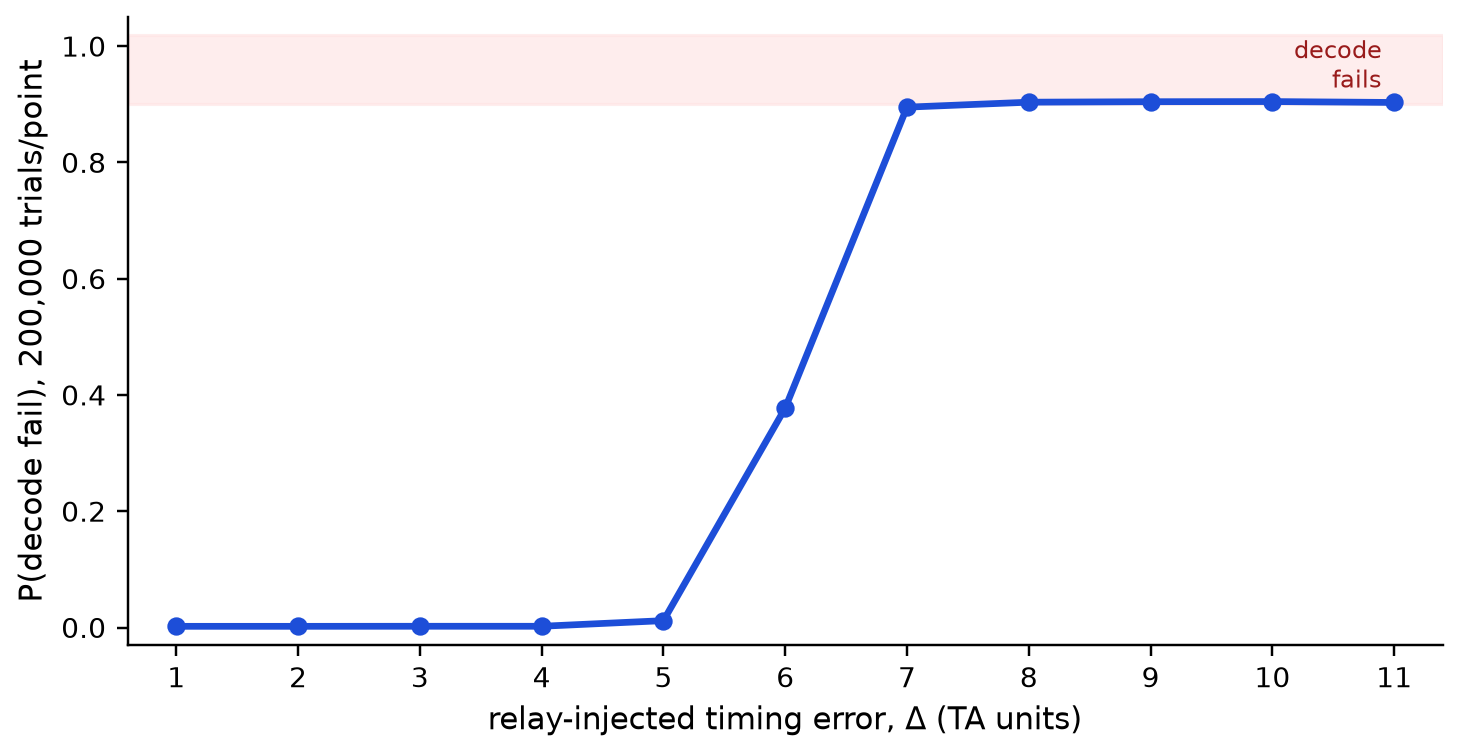 P(decode fail), 200,000 trials/point
1.0
0.8
0.6
0.4
0.2
0.0
decode
fails
1 2 3 4 5 6 7 8 9 10 11
relay-injected timing error, Δ (TA units)